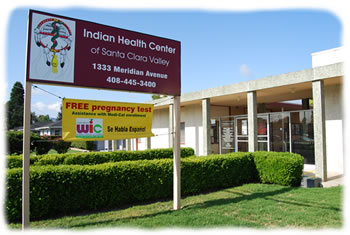 Indian Health Center
of Santa Clara Valley
1333 Meridian Avenue
408-445-3400
FREE pregnancy test
Assistance with Medi-Cal enrollment
WIC
Se Habla Español